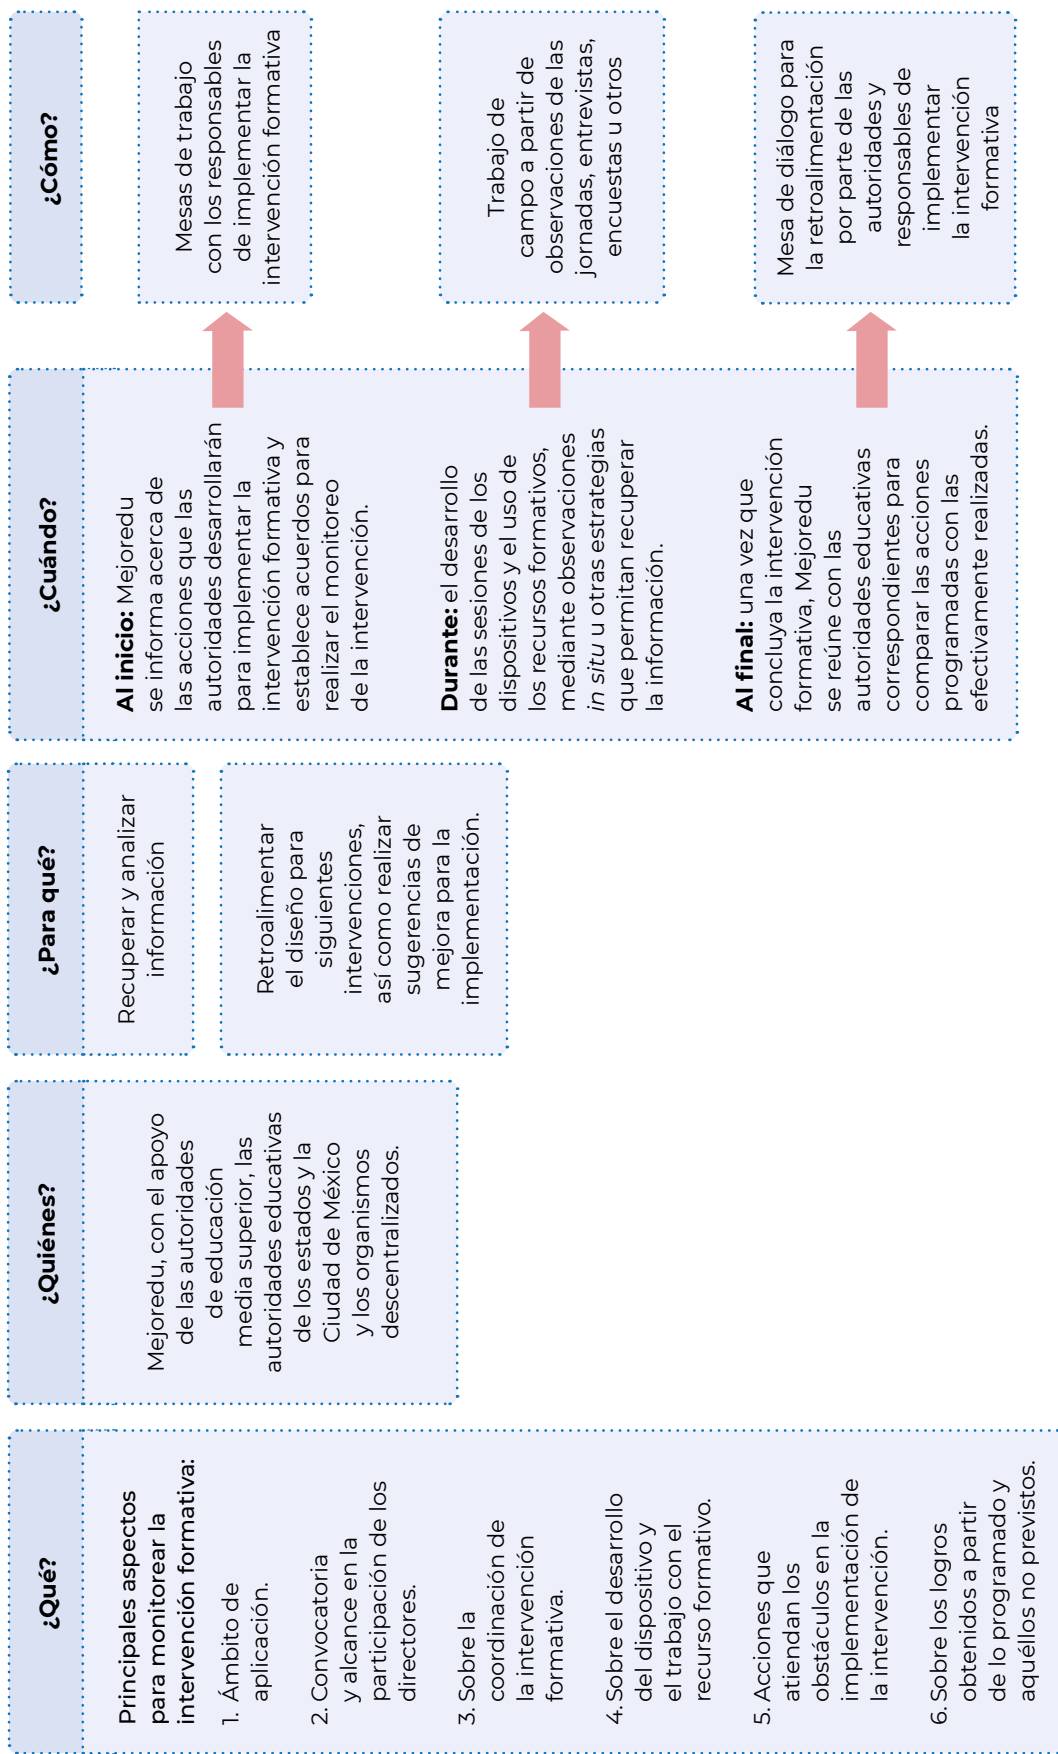 ¿Qué?
Principales aspectos
para monitorear la
intervención formativa:
1. Ámbito de
aplicación.
2. Convocatoria
y alcance en la
participación de los
directores.
3. Sobre la
coordinación de
la intervención
formativa.
4. Sobre el desarrollo
del dispositivo y
el trabajo con el
recurso formativo.
5. Acciones que
atiendan los
obstáculos en la
implementación de
la intervención.
6. Sobre los logros
obtenidos a partir
de lo programado y
aquéllos no previstos.
¿Quiénes?
Mejoredu, con el apoyo
de las autoridades
de educación
media superior, las
autoridades educativas
de los estados y la
Ciudad de México
y los organismos
descentralizados.
¿Para qué?
Recuperar y analizar
información
Retroalimentar
el diseño para
siguientes
intervenciones,
así como realizar
sugerencias de
mejora para la
implementación.
¿Cuándo?
Al inicio: Mejoredu
se informa acerca de
las acciones que las
autoridades desarrollarán
para implementar la
intervención formativa y
establece acuerdos para
realizar el monitoreo
de la intervención.
Durante: el desarrollo
de las sesiones de los
dispositivos y el uso de
los recursos formativos,
mediante observaciones
in situ u otras estrategias
que permitan recuperar
la información.
Al final: una vez que
concluya la intervención
formativa, Mejoredu
se reúne con las
autoridades educativas
correspondientes para
comparar las acciones
programadas con las
efectivamente realizadas.
¿Cómo?
Mesas de trabajo
con los responsables
de implementar la
intervención formativa
Trabajo de
campo a partir de
observaciones de las
jornadas, entrevistas,
encuestas u otros
Mesa de diálogo para
la retroalimentación
por parte de las
autoridades y
responsables de
implementar
la intervención
formativa